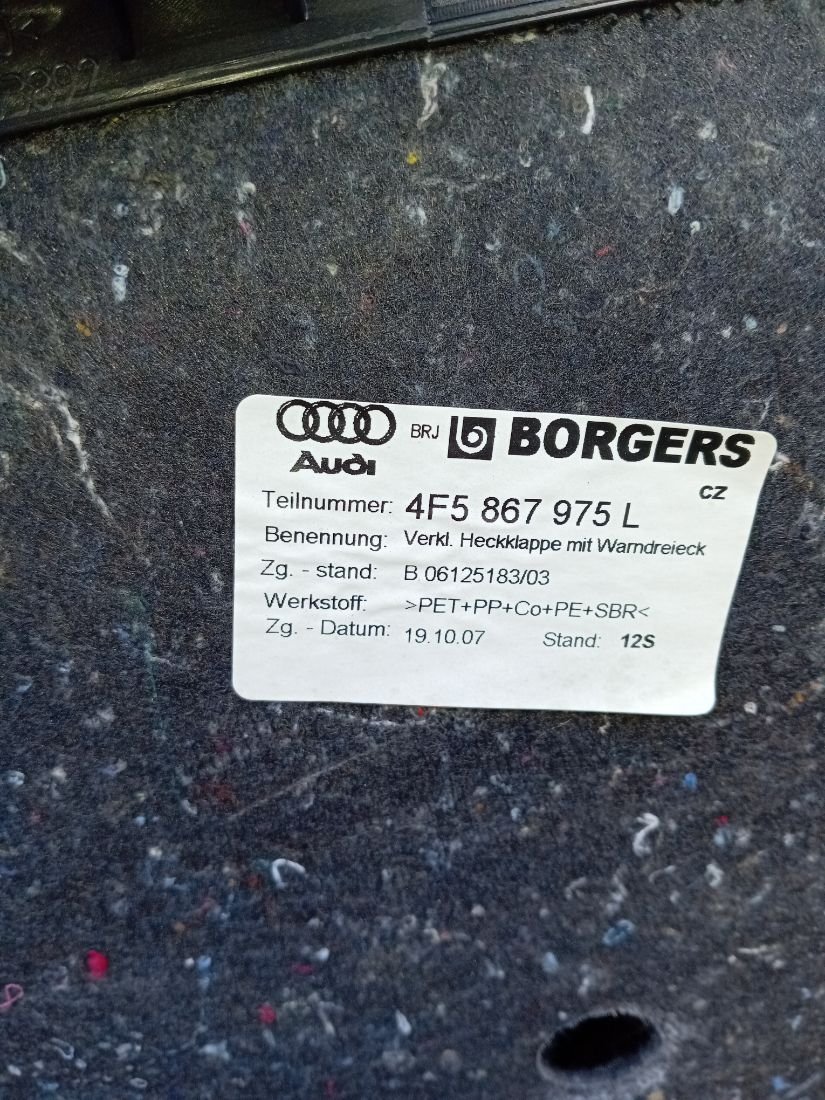 Audi BRJ BORGERS
CZ
Teilnummer: 4F5 867 975 L
Benennung: Verkl. Heckklappe mit Warndreieck
Zg. - stand: B 06125183/03
Werkstoff: >PET+PP+Co+PE+SBR<
Zg. - Datum: 19.10.07 Stand: 12S